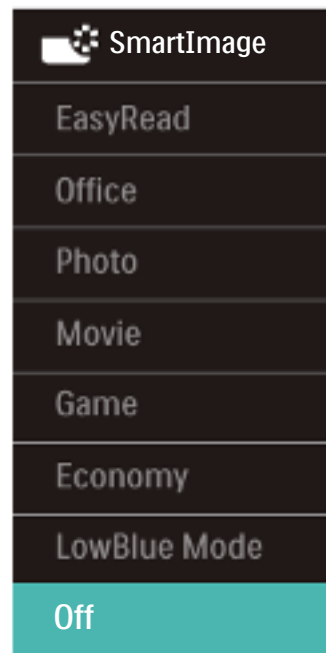 SmartImage
EasyRead
Office
Photo
Movie
Game
Economy
LowBlue Mode
Off